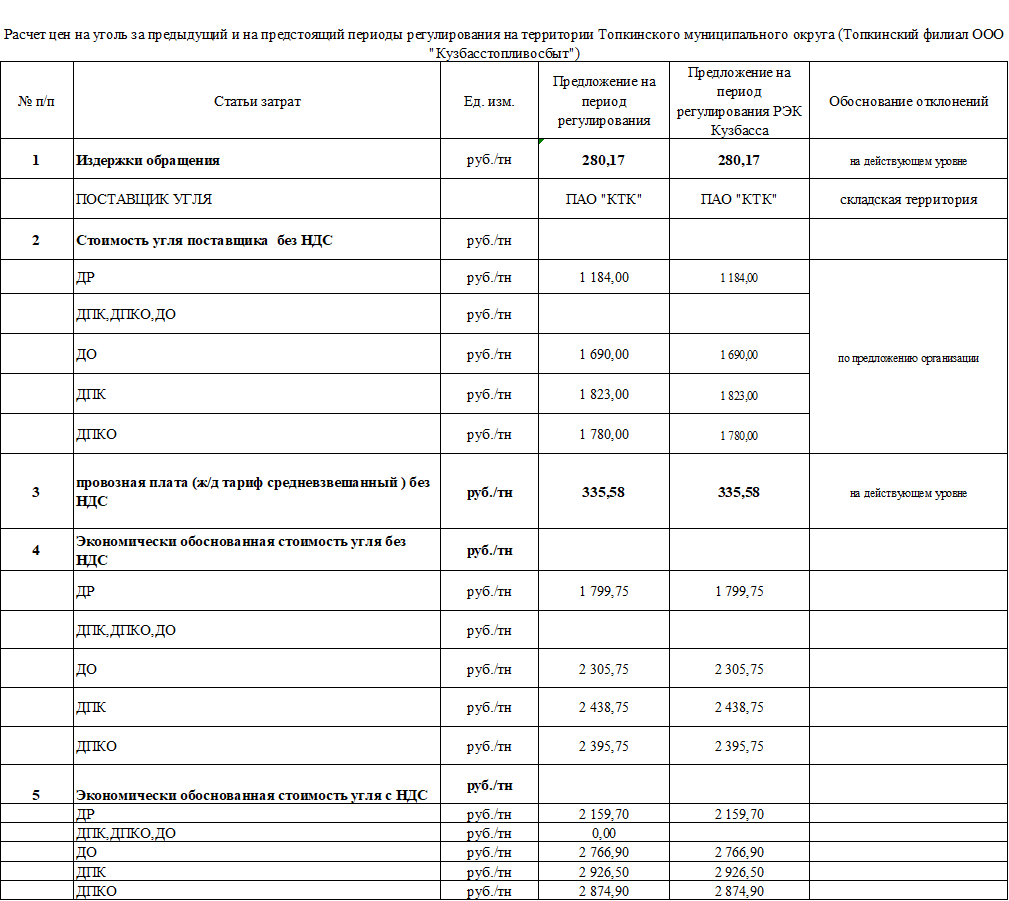 Расчет цен на уголь за предыдущий и на предстоящий периоды регулирования на территории Топкинского муниципального округа (Топкинский филиал ООО
"Кузбасстопливосбыт")
№ п/п Статьи затрат Ед. изм. Предложение на период регулирования Предложение на период регулирования РЭК Кузбасса Обоснование отклонений
1 Издержки обращения руб./тн 280,17 280,17 на действующем уровне
ПОСТАВЩИК УГЛЯ ПАО "КТК" ПАО "КТК" складская территория
2 Стоимость угля поставщика без НДС руб./тн
ДР руб./тн 1 184,00 1 184,00
ДПК,ДПКО,ДО руб./тн
ДО руб./тн 1 690,00 1 690,00 по предложению организации
ДПК руб./тн 1 823,00 1 823,00
ДПКО руб./тн 1 780,00 1 780,00
3 провозная плата (ж/д тариф средневзвешанный ) без НДС руб./тн 335,58 335,58 на действующем уровне
4 Экономически обоснованная стоимость угля без НДС руб./тн
ДР руб./тн 1 799,75 1 799,75
ДПК,ДПКО,ДО руб./тн
ДО руб./тн 2 305,75 2 305,75
ДПК руб./тн 2 438,75 2 438,75
ДПКО руб./тн 2 395,75 2 395,75
5 Экономически обоснованная стоимость угля с НДС руб./тн
ДР руб./тн 2 159,70 2 159,70
ДПК,ДПКО,ДО руб./тн 0,00
ДО руб./тн 2 766,90 2 766,90
ДПК руб./тн 2 926,50 2 926,50
ДПКО руб./тн 2 874,90 2 874,90